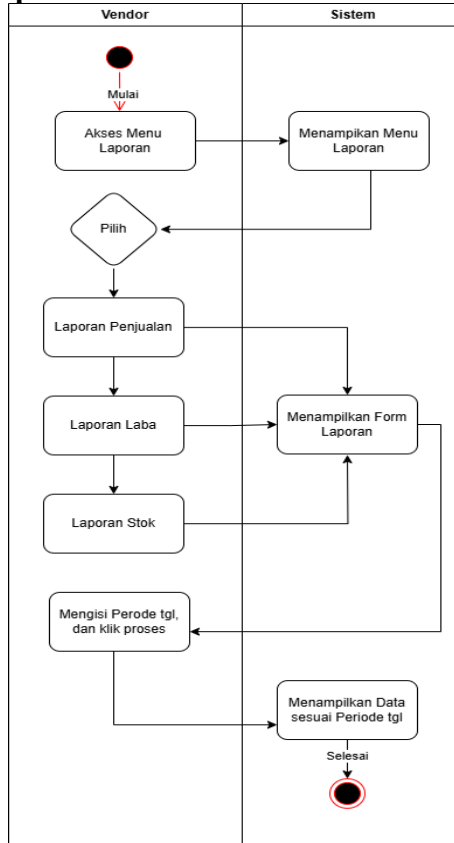 Vendor
Sistem
Mulai
Akses Menu
Laporan
Menampikan Menu
Laporan
Pilih
Laporan Penjualan
Laporan Laba
Menampilkan Form
Laporan
Laporan Stok
Mengisi Perode tgl,
dan klik proses
Menampilkan Data
sesuai Periode tgl
Selesai